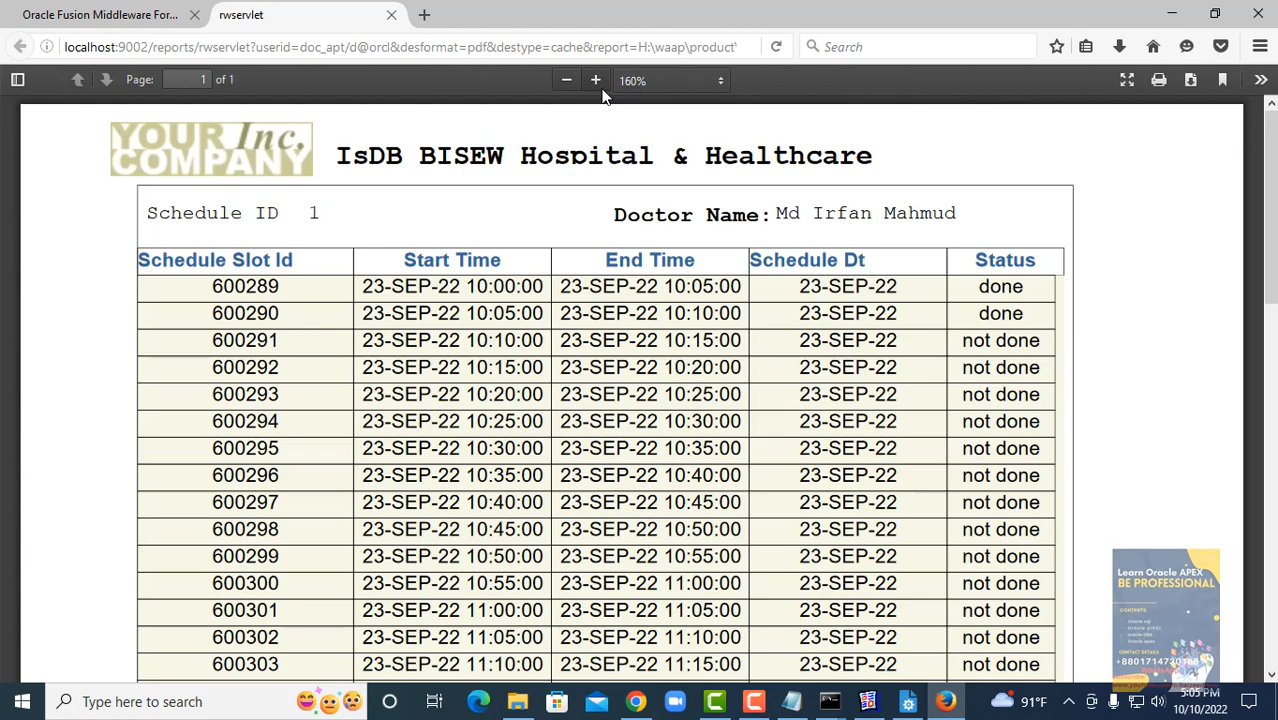 Oracle Fusion Middleware For...
rwservlet
localhost:9002/reports/rwservlet?userid=doc_apt/d@orcl&desformat=pdf&destype=cache&report=H:\waap\product'
Search
Page: 1 of 1
160%
YOUR Inc. COMPANY
IsDB BISEW Hospital & Healthcare
Schedule ID 1 Doctor Name: Md Irfan Mahmud
Schedule Slot Id Start Time End Time Schedule Dt Status
600289 23-SEP-22 10:00:00 23-SEP-22 10:05:00 23-SEP-22 done
600290 23-SEP-22 10:05:00 23-SEP-22 10:10:00 23-SEP-22 done
600291 23-SEP-22 10:10:00 23-SEP-22 10:15:00 23-SEP-22 not done
600292 23-SEP-22 10:15:00 23-SEP-22 10:20:00 23-SEP-22 not done
600293 23-SEP-22 10:20:00 23-SEP-22 10:25:00 23-SEP-22 not done
600294 23-SEP-22 10:25:00 23-SEP-22 10:30:00 23-SEP-22 not done
600295 23-SEP-22 10:30:00 23-SEP-22 10:35:00 23-SEP-22 not done
600296 23-SEP-22 10:35:00 23-SEP-22 10:40:00 23-SEP-22 not done
600297 23-SEP-22 10:40:00 23-SEP-22 10:45:00 23-SEP-22 not done
600298 23-SEP-22 10:45:00 23-SEP-22 10:50:00 23-SEP-22 not done
600299 23-SEP-22 10:50:00 23-SEP-22 10:55:00 23-SEP-22 not done
600300 23-SEP-22 10:55:00 23-SEP-22 11:00:00 23-SEP-22 not done
600301 23-SEP-22 11:00:00 23-SEP-22 11:05:00 23-SEP-22 not done
600302 23-SEP-22 11:05:00 23-SEP-22 11:10:00 23-SEP-22 not done
600303 23-SEP-22 11:10:00 23-SEP-22 11:15:00 23-SEP-22 not done
Learn Oracle APEX
BE PROFESSIONAL
CONTENTS
Oracle sql
Oracle pl/sql
Oracle apex
CONTACT DETAILS
Type here to search
91°F
5:05 PM
10/10/2022